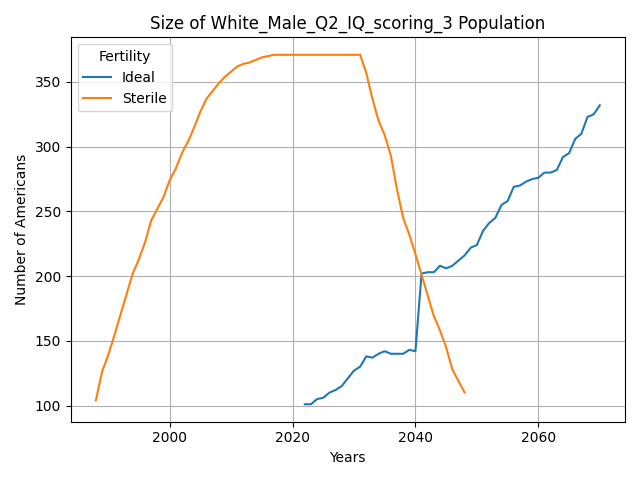 Size of White_Male_Q2_IQ_scoring_3 Population
Fertility
Ideal
Sterile
Number of Americans
350
300
250
200
150
100
2000
2020
2040
2060
Years